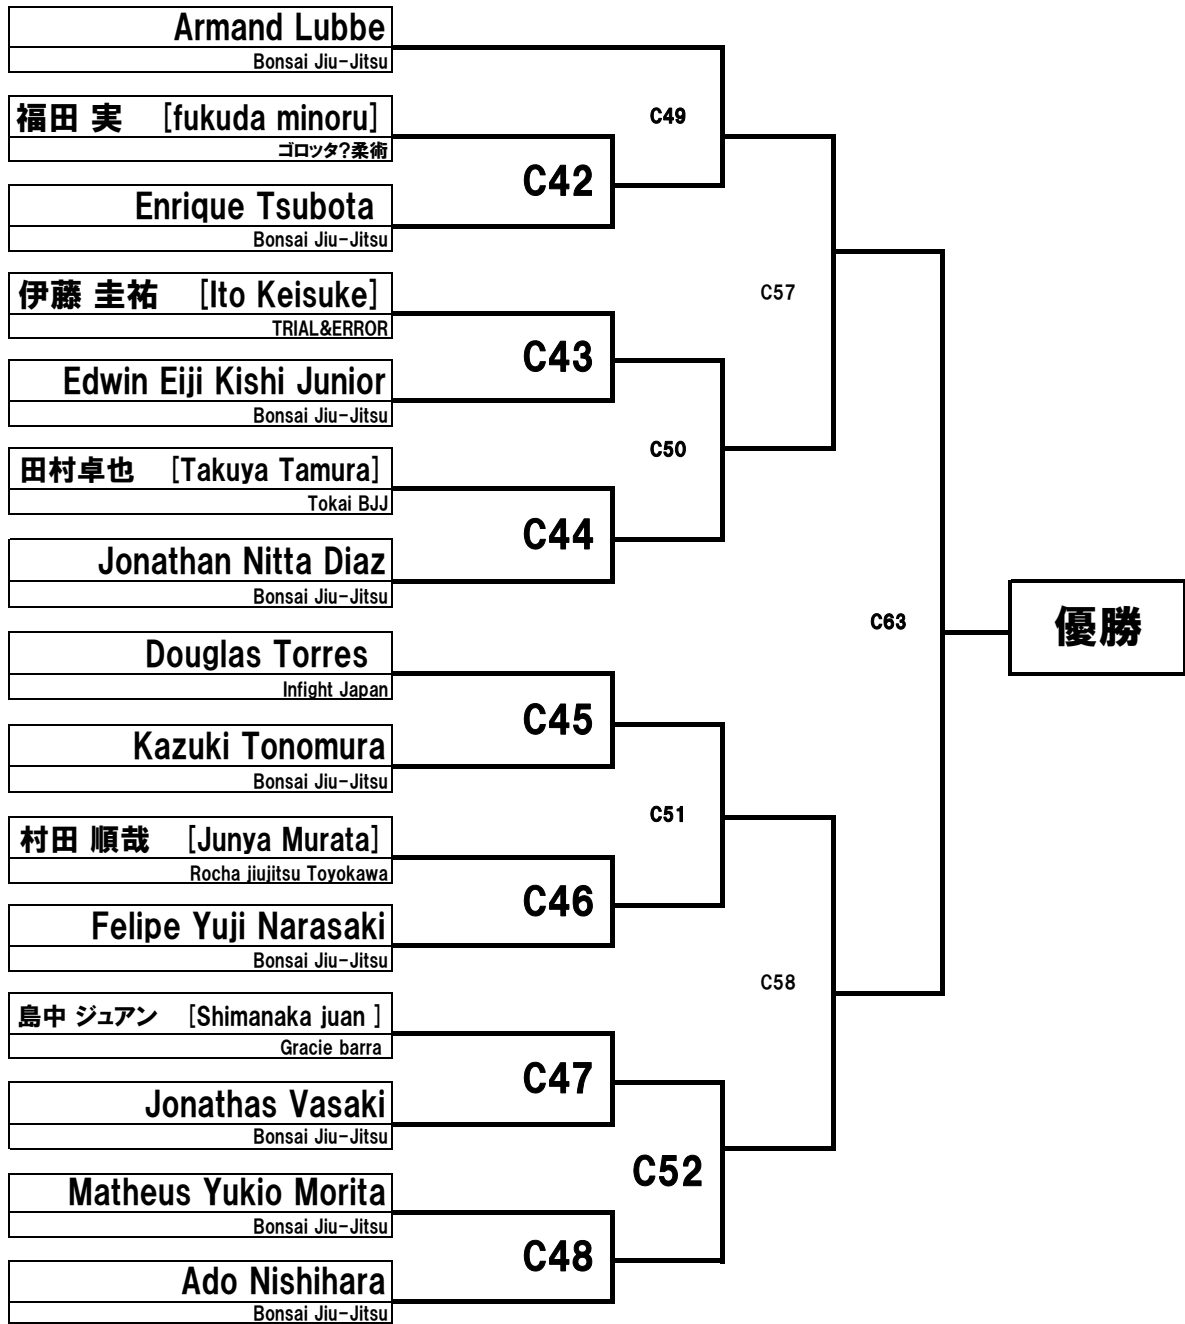 Armand Lubbe
Bonsai Jiu-Jitsu
福田 実 [fukuda minoru]
ゴロッタ?柔術
Enrique Tsubota
Bonsai Jiu-Jitsu
伊藤 圭祐 [Ito Keisuke]
TRIAL&ERROR
Edwin Eiji Kishi Junior
Bonsai Jiu-Jitsu
田村卓也 [Takuya Tamura]
Tokai BJJ
Jonathan Nitta Diaz
Bonsai Jiu-Jitsu
Douglas Torres
Infight Japan
Kazuki Tonomura
Bonsai Jiu-Jitsu
村田 順哉 [Junya Murata]
Rocha jiujitsu Toyokawa
Felipe Yuji Narasaki
Bonsai Jiu-Jitsu
島中 ジュアン [Shimanaka juan ]
Gracie barra
Jonathas Vasaki
Bonsai Jiu-Jitsu
Matheus Yukio Morita
Bonsai Jiu-Jitsu
Ado Nishihara
Bonsai Jiu-Jitsu
C42
C43
C44
C45
C46
C47
C48
C49
C50
C51
C52
C57
C58
C63
優勝